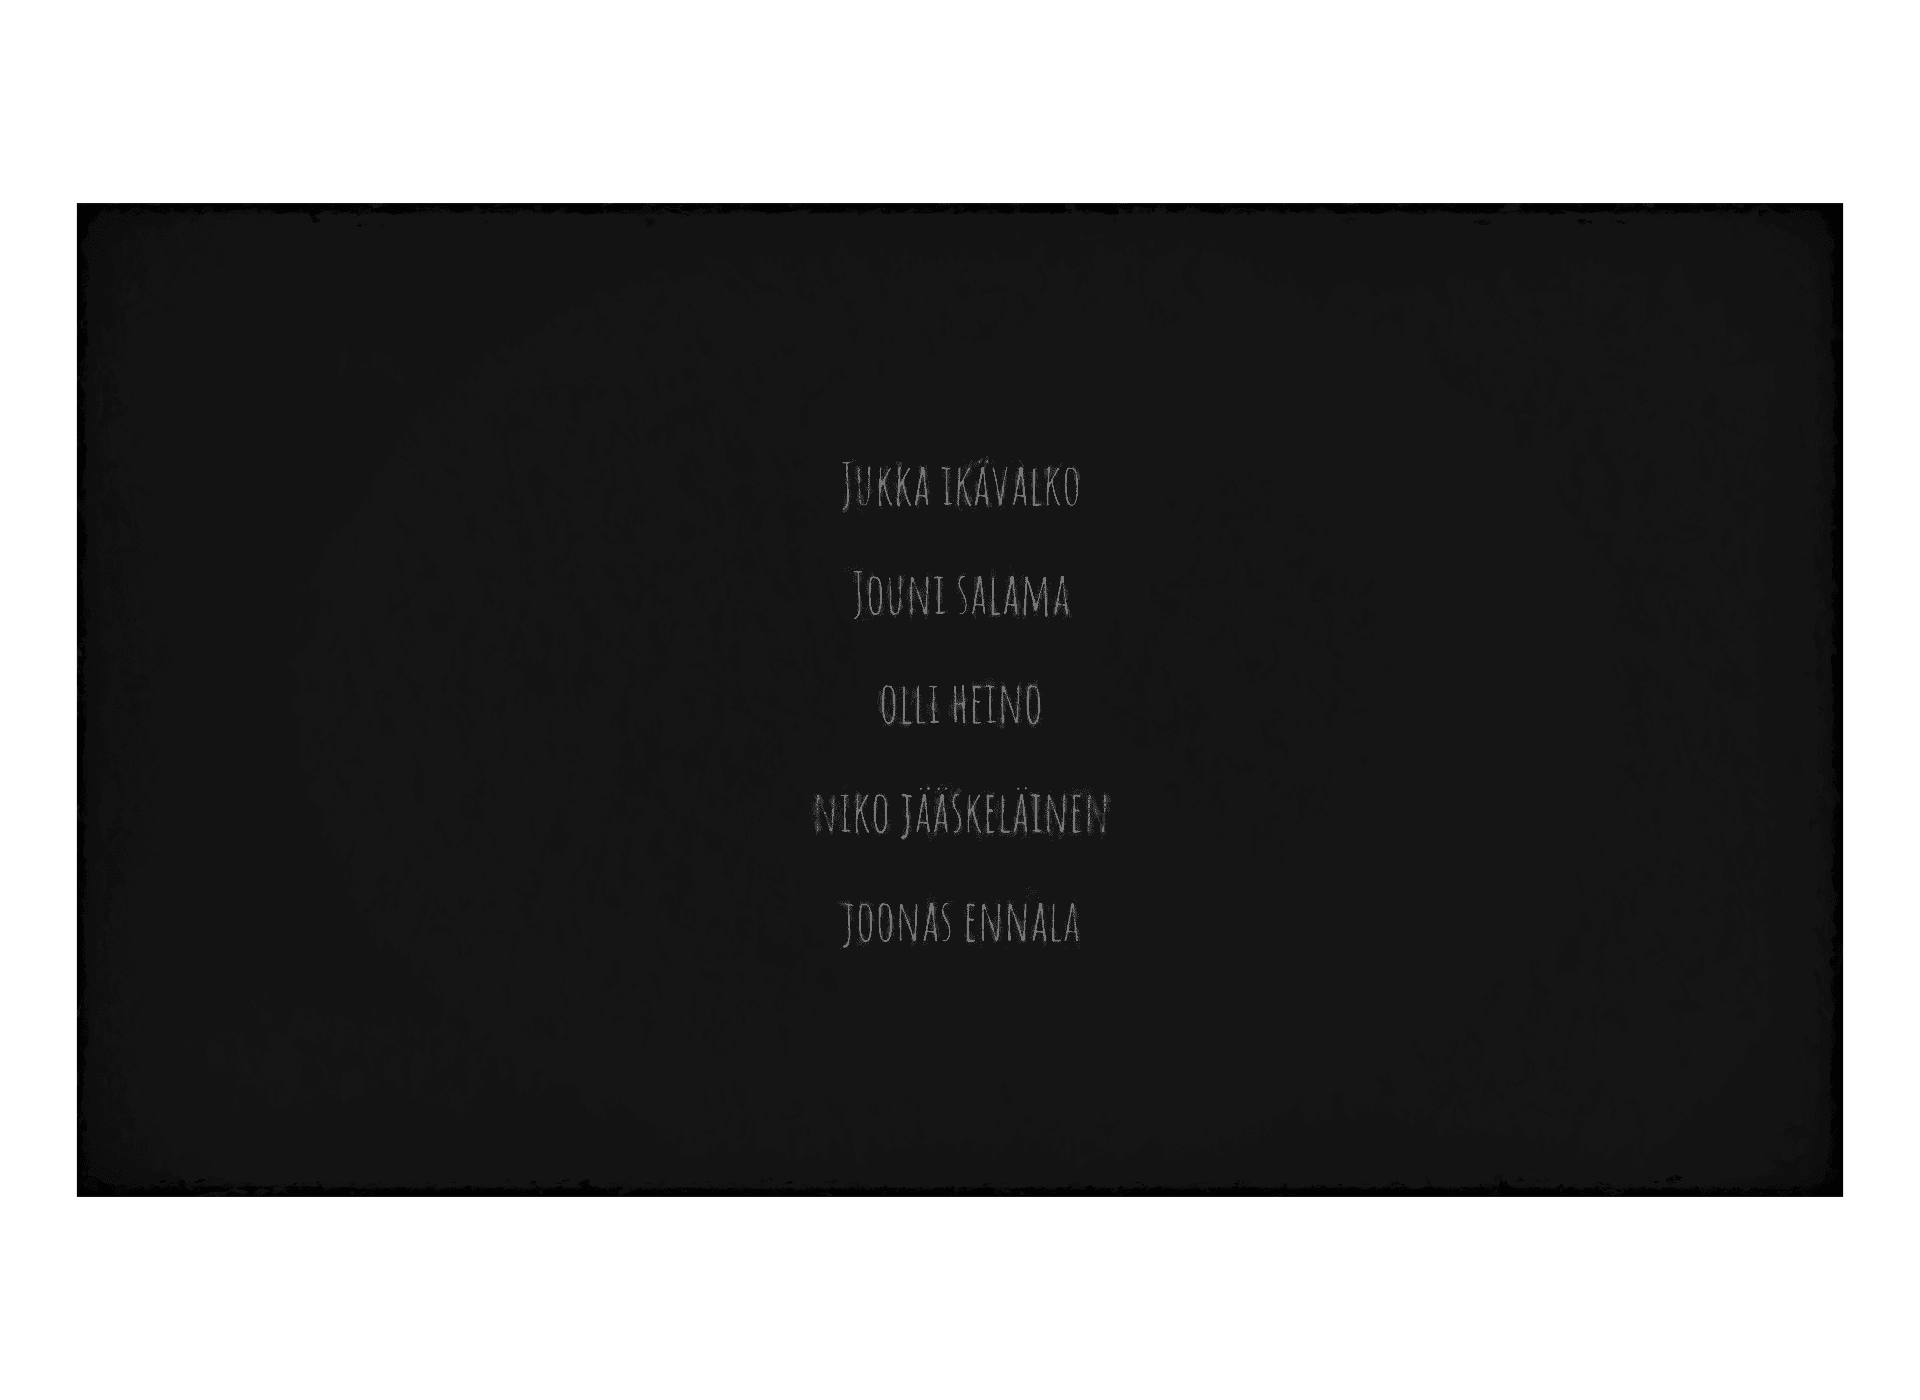 Jukka ikävalko
Jouni salama
olli heino
niko jääskeläinen
joonas ennala